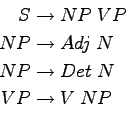 S → NP VP
NP → Adj N
NP → Det N
VP → V NP